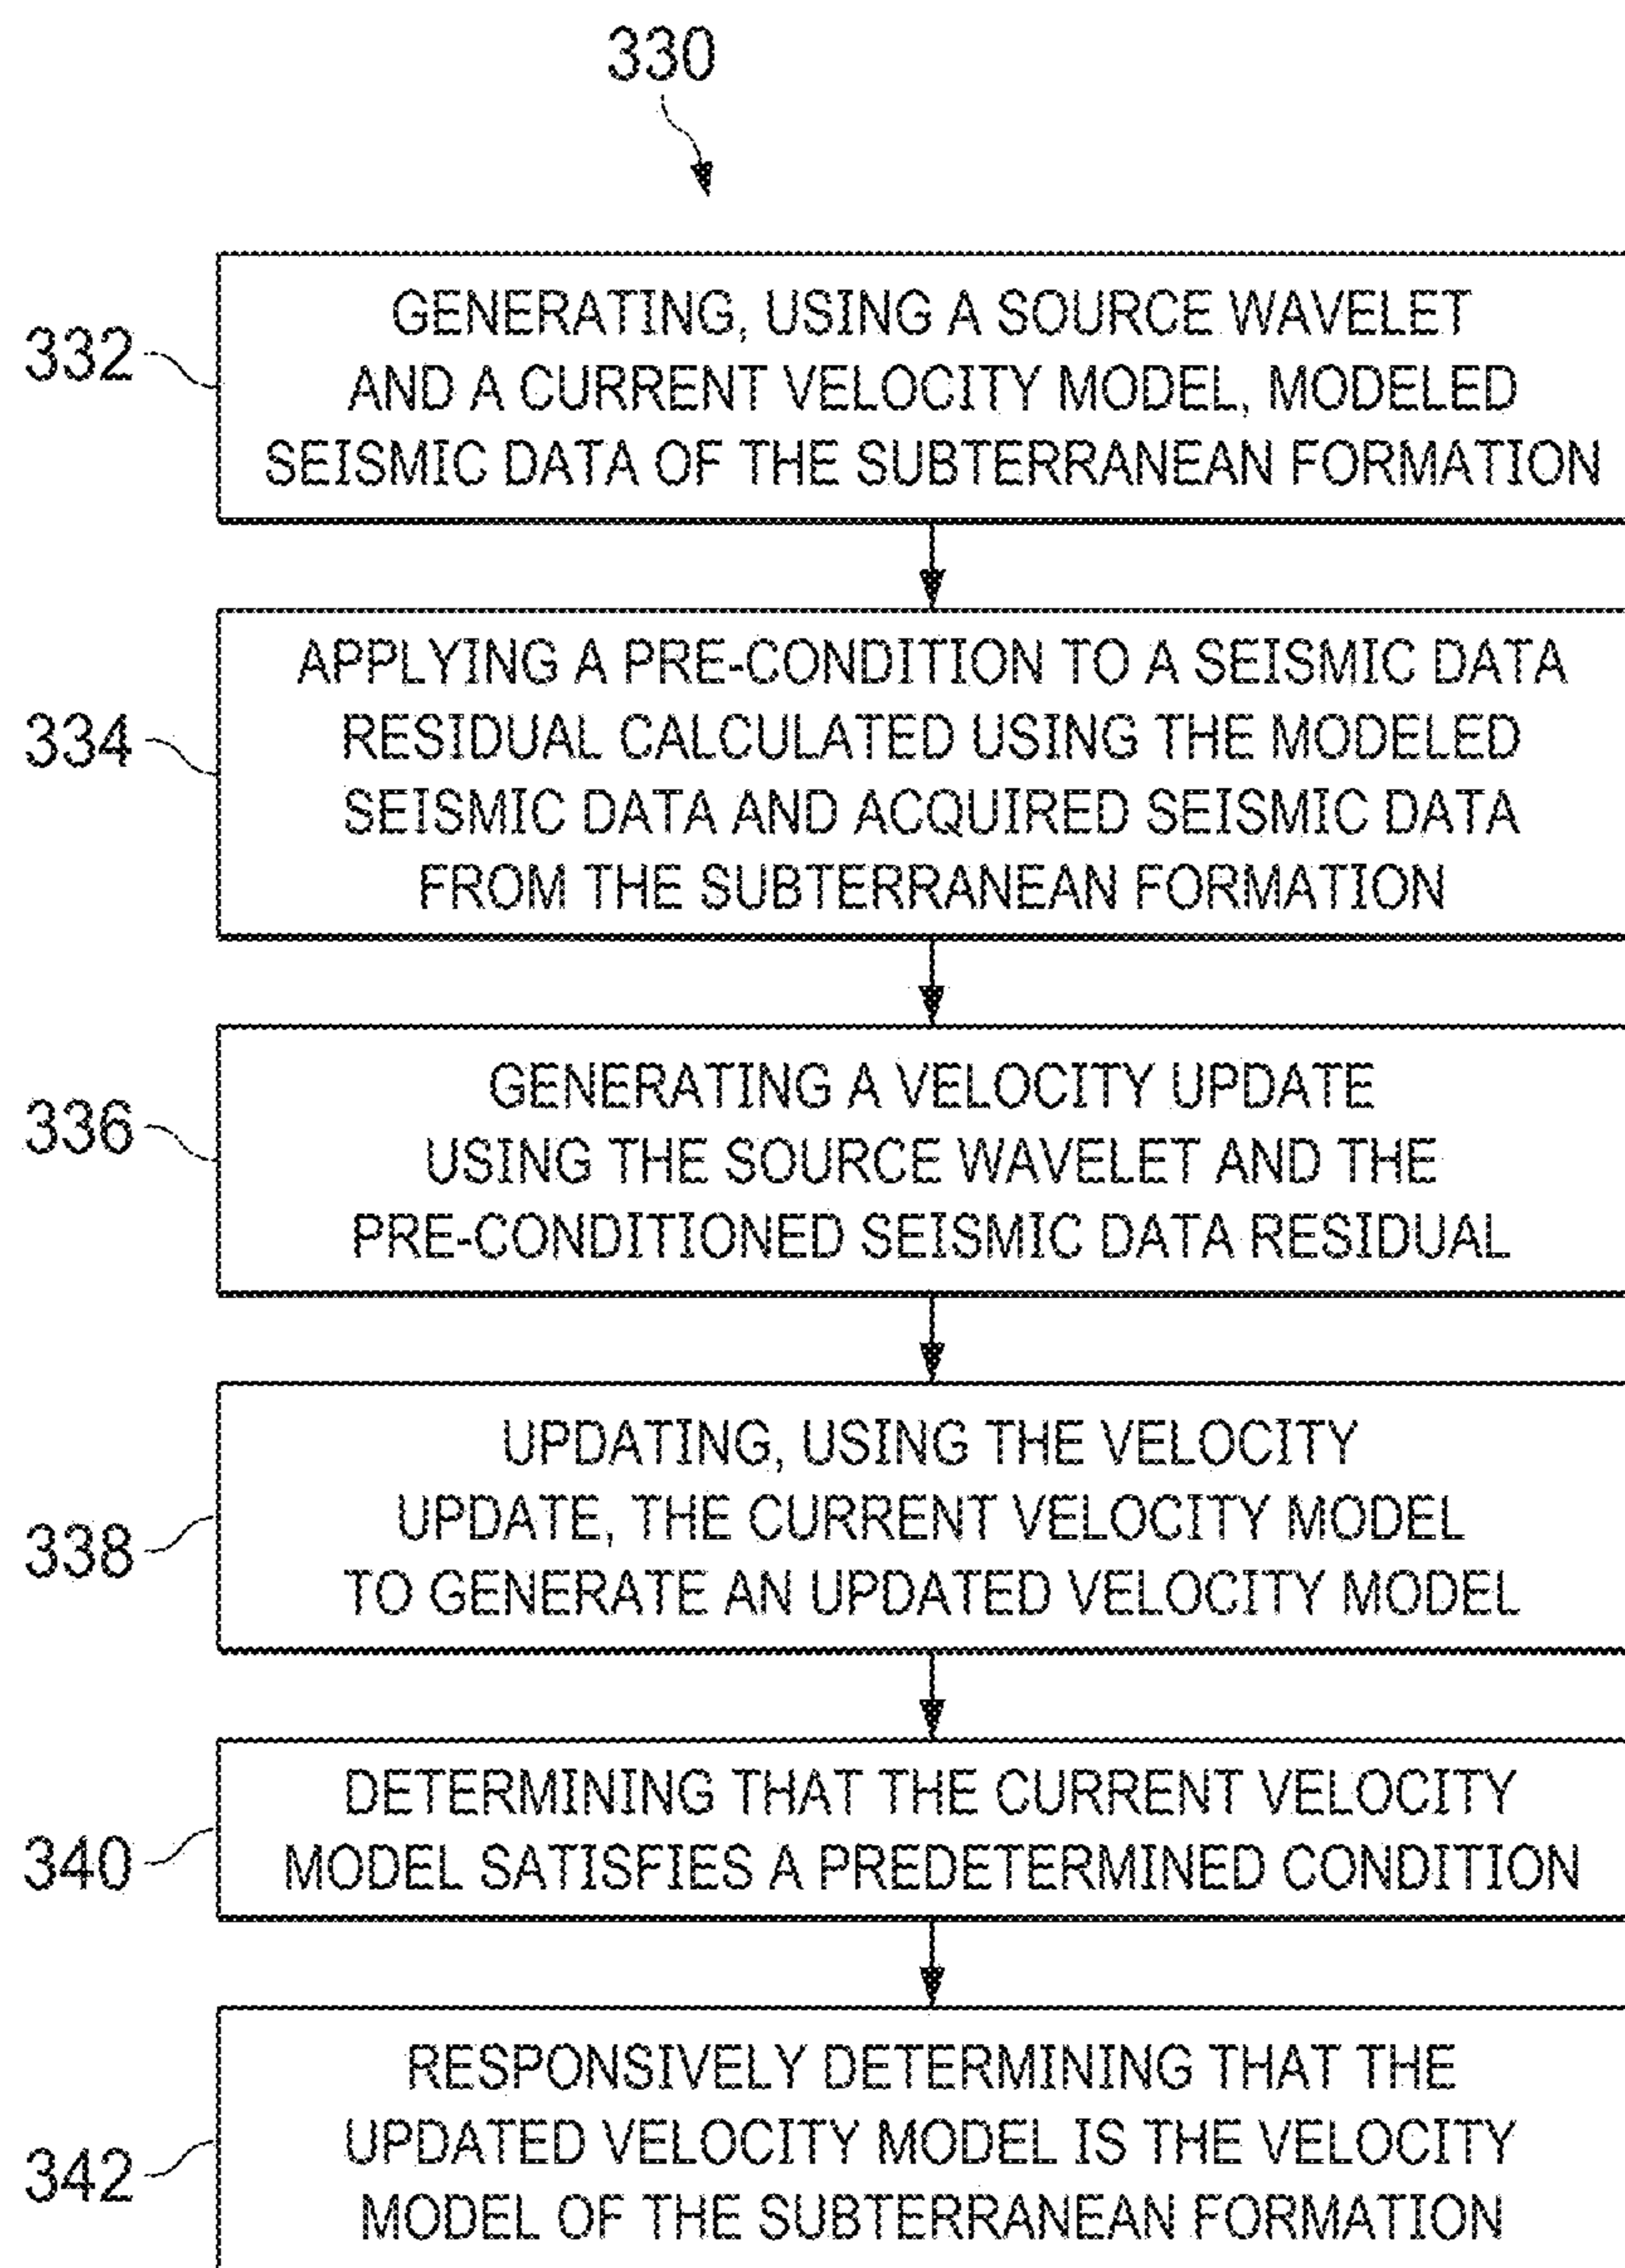 330
332
GENERATING, USING A SOURCE WAVELET
AND A CURRENT VELOCITY MODEL, MODELED
SEISMIC DATA OF THE SUBTERRANEAN FORMATION
334
APPLYING A PRE-CONDITION TO A SEISMIC DATA
RESIDUAL CALCULATED USING THE MODELED
SEISMIC DATA AND ACQUIRED SEISMIC DATA
FROM THE SUBTERRANEAN FORMATION
336
GENERATING A VELOCITY UPDATE
USING THE SOURCE WAVELET AND THE
PRE-CONDITIONED SEISMIC DATA RESIDUAL
338
UPDATING, USING THE VELOCITY
UPDATE, THE CURRENT VELOCITY MODEL
TO GENERATE AN UPDATED VELOCITY MODEL
340
DETERMINING THAT THE CURRENT VELOCITY
MODEL SATISFIES A PREDETERMINED CONDITION
342
RESPONSIVELY DETERMINING THAT THE
UPDATED VELOCITY MODEL IS THE VELOCITY
MODEL OF THE SUBTERRANEAN FORMATION